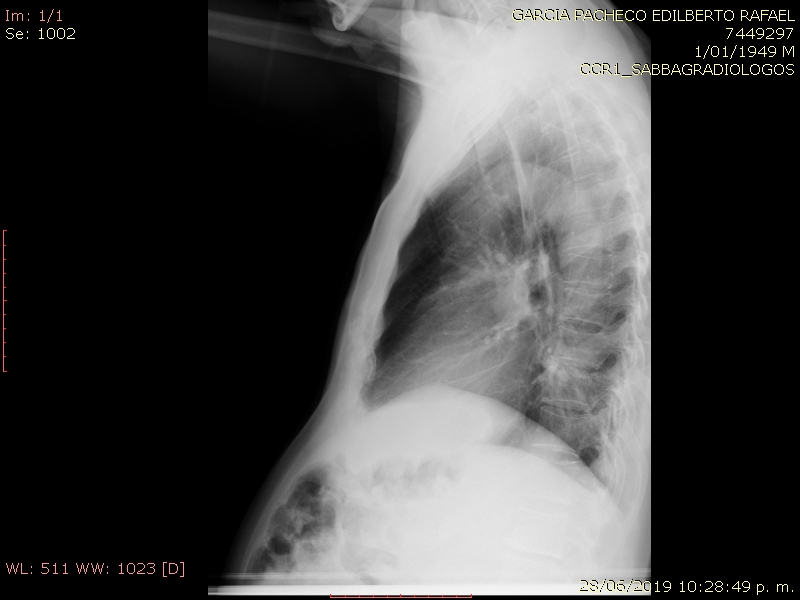 Im: 1/1
Se: 1002
GARCIA PACHECO EDILBERTO RAFAEL
7449297
1/01/1949 M
CCR1_SABBAGRADIOLOGOS
WL: 511 WW: 1023 [D]
28/06/2019 10:28:49 p. m.